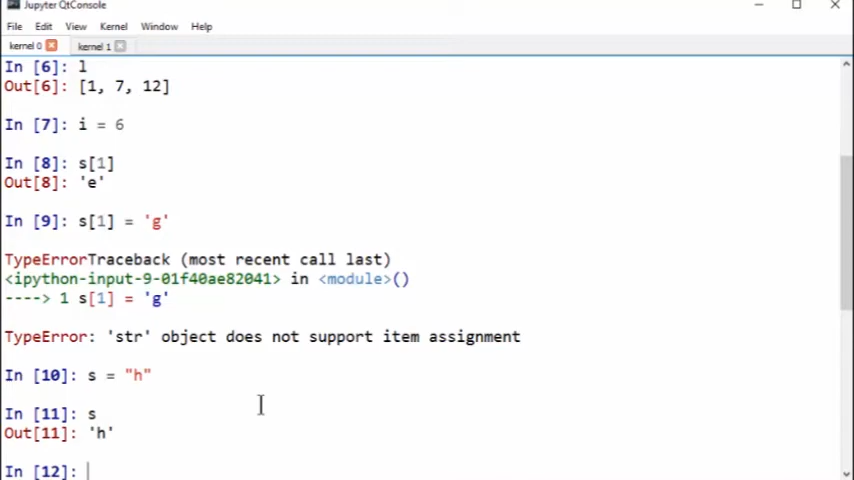 Jupyter QtConsole
File Edit View Kernel Window Help
kernel 0 kernel 1
In [6]: l
Out[6]: [1, 7, 12]
In [7]: i = 6
In [8]: s[1]
Out[8]: 'e'
In [9]: s[1] = 'g'
TypeErrorTraceback (most recent call last)
<ipython-input-9-01f40ae82041> in <module>()
----> 1 s[1] = 'g'
TypeError: 'str' object does not support item assignment
In [10]: s = "h"
In [11]: s
Out[11]: 'h'
In [12]: